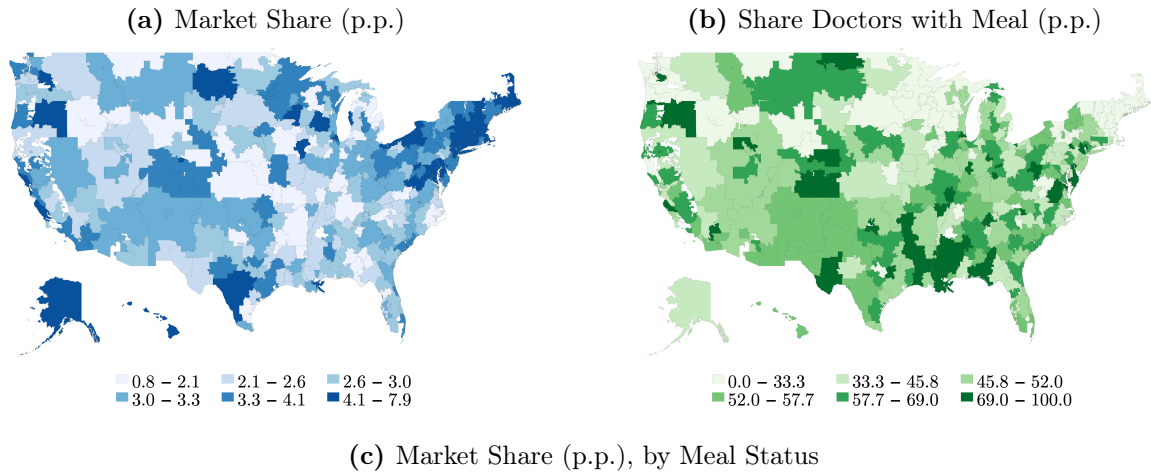 (a) Market Share (p.p.)
(b) Share Doctors with Meal (p.p.)
0.8 – 2.1 2.1 – 2.6 2.6 – 3.0
3.0 – 3.3 3.3 – 4.1 4.1 – 7.9
0.0 – 33.3 33.3 – 45.8 45.8 – 52.0
52.0 – 57.7 57.7 – 69.0 69.0 – 100.0
(c) Market Share (p.p.), by Meal Status